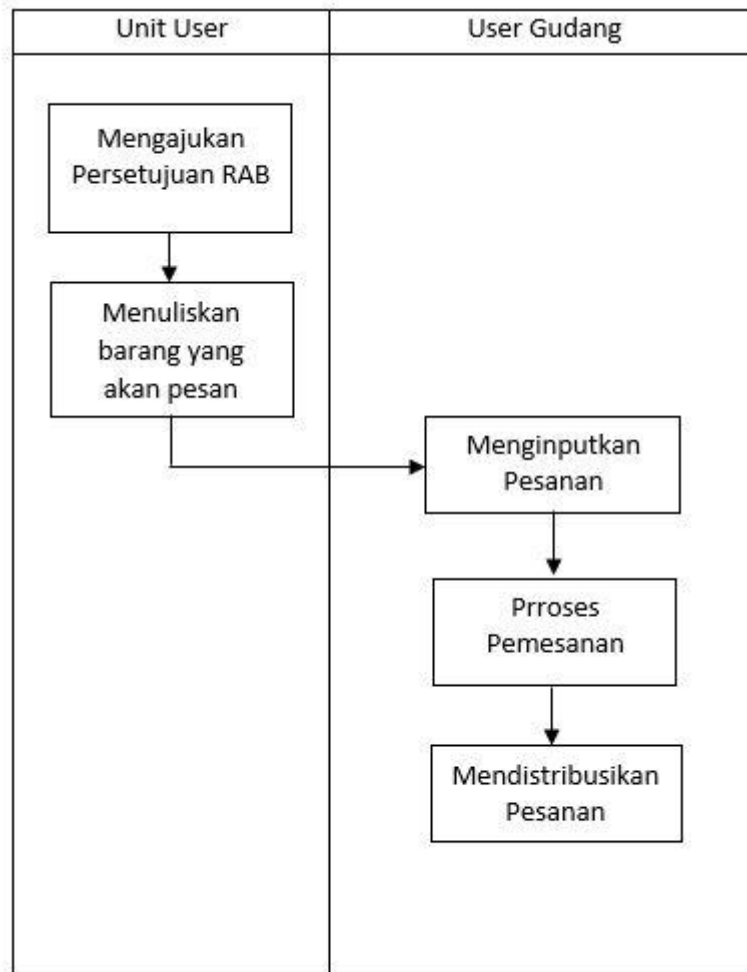 Unit User
User Gudang
Mengajukan
Persetujuan RAB
Menuliskan
barang yang
akan pesan
Menginputkan
Pesanan
Prroses
Pemesanan
Mendistribusikan
Pesanan